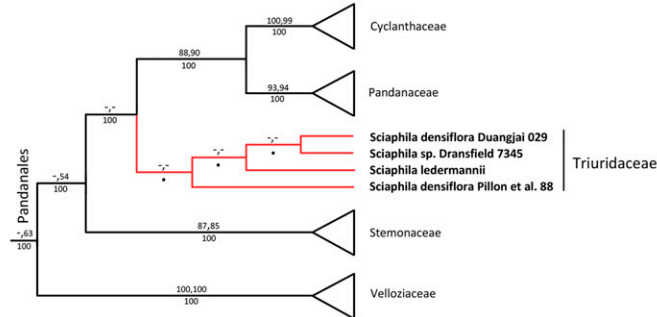 100,99
100
Cyclanthaceae
88,90
100
93,94
100
Pandanaceae
-,-
100
-,-
*
-,-
*
-,-
*
Sciaphila densiflora Duangjai 029
Sciaphila sp. Dransfield 7345
Sciaphila ledermannii
Sciaphila densiflora Pillon et al. 88
Triuridaceae
Pandanales
-,54
100
87,85
100
Stemonaceae
-,63
100
100,100
100
Velloziaceae